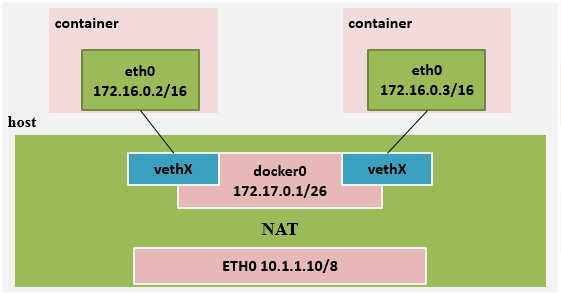 container
container
eth0
172.16.0.2/16
eth0
172.16.0.3/16
host
vethX
docker0
172.17.0.1/26
vethX
NAT
ETH0 10.1.1.10/8